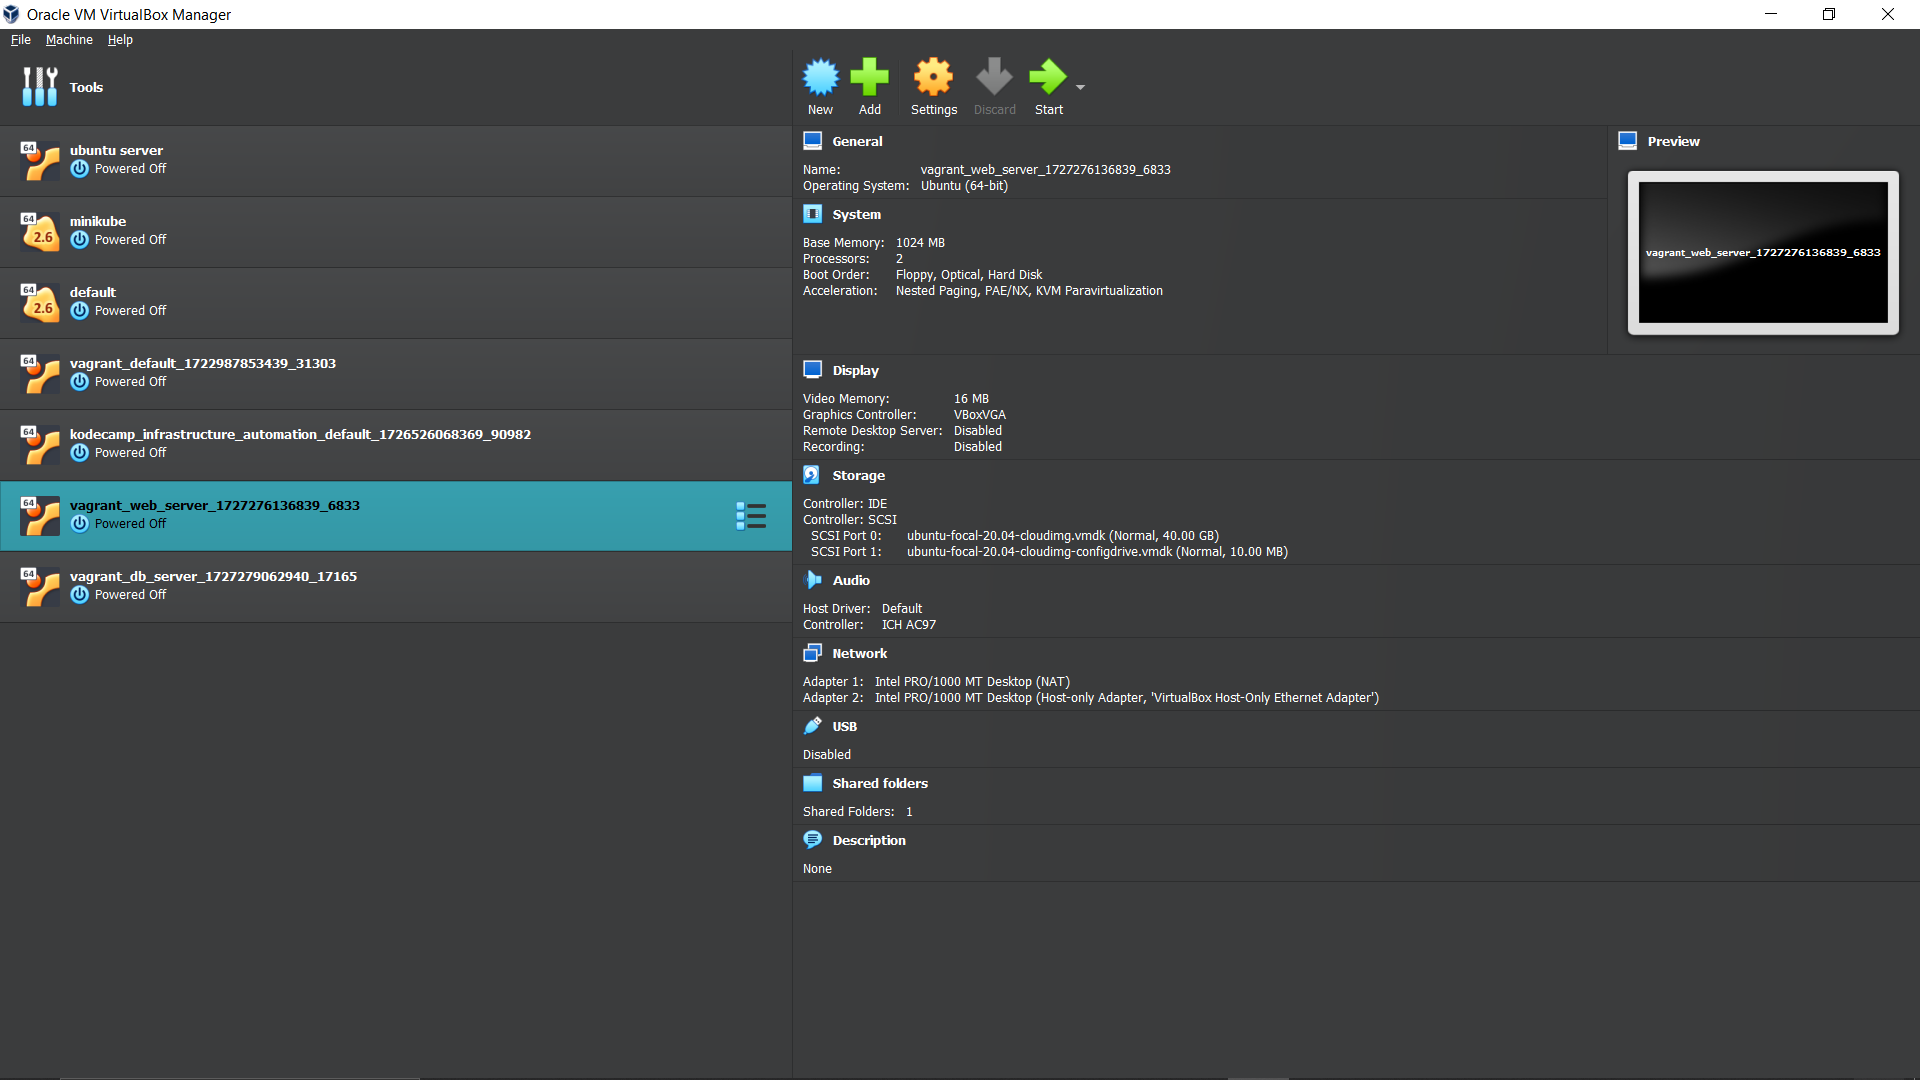 Oracle VM VirtualBox Manager
File Machine Help
Tools
New Add Settings Discard Start
64
ubuntu server
Powered Off
64
2.6
minikube
Powered Off
64
2.6
default
Powered Off
64
vagrant_default_1722987853439_31303
Powered Off
64
kodecamp_infrastructure_automation_default_1726526068369_90982
Powered Off
64
vagrant_web_server_1727276136839_6833
Powered Off
64
vagrant_db_server_1727279062940_17165
Powered Off
General
Name: vagrant_web_server_1727276136839_6833
Operating System: Ubuntu (64-bit)
Preview
vagrant_web_server_1727276136839_6833
System
Base Memory: 1024 MB
Processors: 2
Boot Order: Floppy, Optical, Hard Disk
Acceleration: Nested Paging, PAE/NX, KVM Paravirtualization
Display
Video Memory: 16 MB
Graphics Controller: VBoxVGA
Remote Desktop Server: Disabled
Recording: Disabled
Storage
Controller: IDE
Controller: SCSI
SCSI Port 0: ubuntu-focal-20.04-cloudimg.vmdk (Normal, 40.00 GB)
SCSI Port 1: ubuntu-focal-20.04-cloudimg-configdrive.vmdk (Normal, 10.00 MB)
Audio
Host Driver: Default
Controller: ICH AC97
Network
Adapter 1: Intel PRO/1000 MT Desktop (NAT)
Adapter 2: Intel PRO/1000 MT Desktop (Host-only Adapter, 'VirtualBox Host-Only Ethernet Adapter')
USB
Disabled
Shared folders
Shared Folders: 1
Description
None